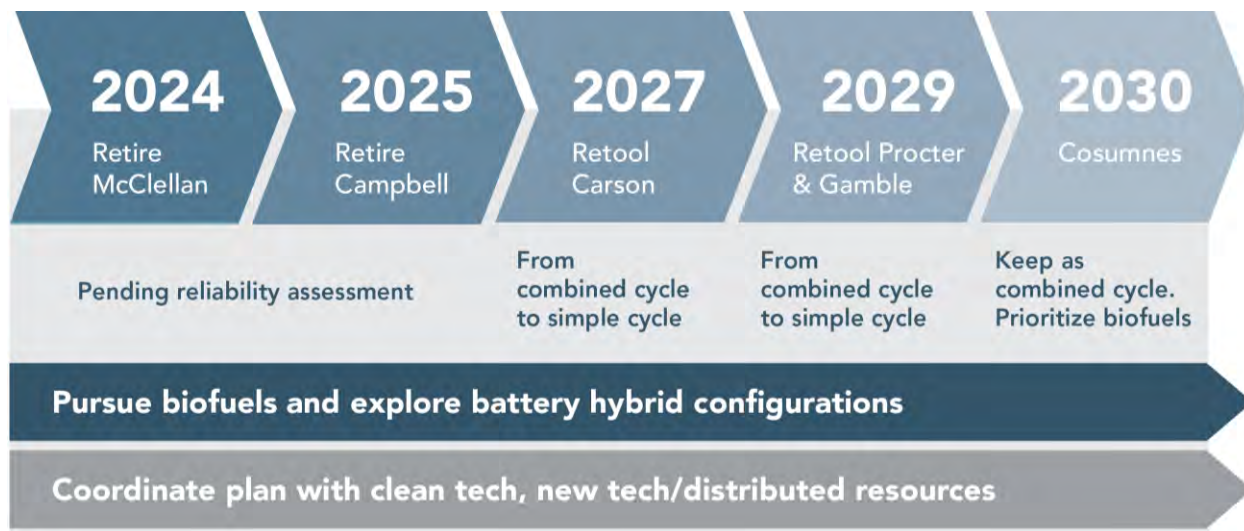 2024
Retire
McClellan
2025
Retire
Campbell
2027
Retool
Carson
2029
Retool Procter
& Gamble
2030
Cosumnes
Pending reliability assessment
From
combined cycle
to simple cycle
From
combined cycle
to simple cycle
Keep as
combined cycle.
Prioritize biofuels
Pursue biofuels and explore battery hybrid configurations
Coordinate plan with clean tech, new tech/distributed resources